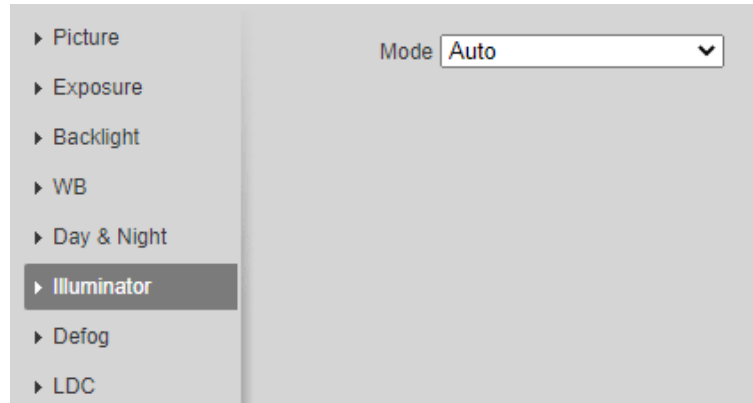 Picture
Exposure
Backlight
WB
Day & Night
Illuminator
Defog
LDC
Mode Auto